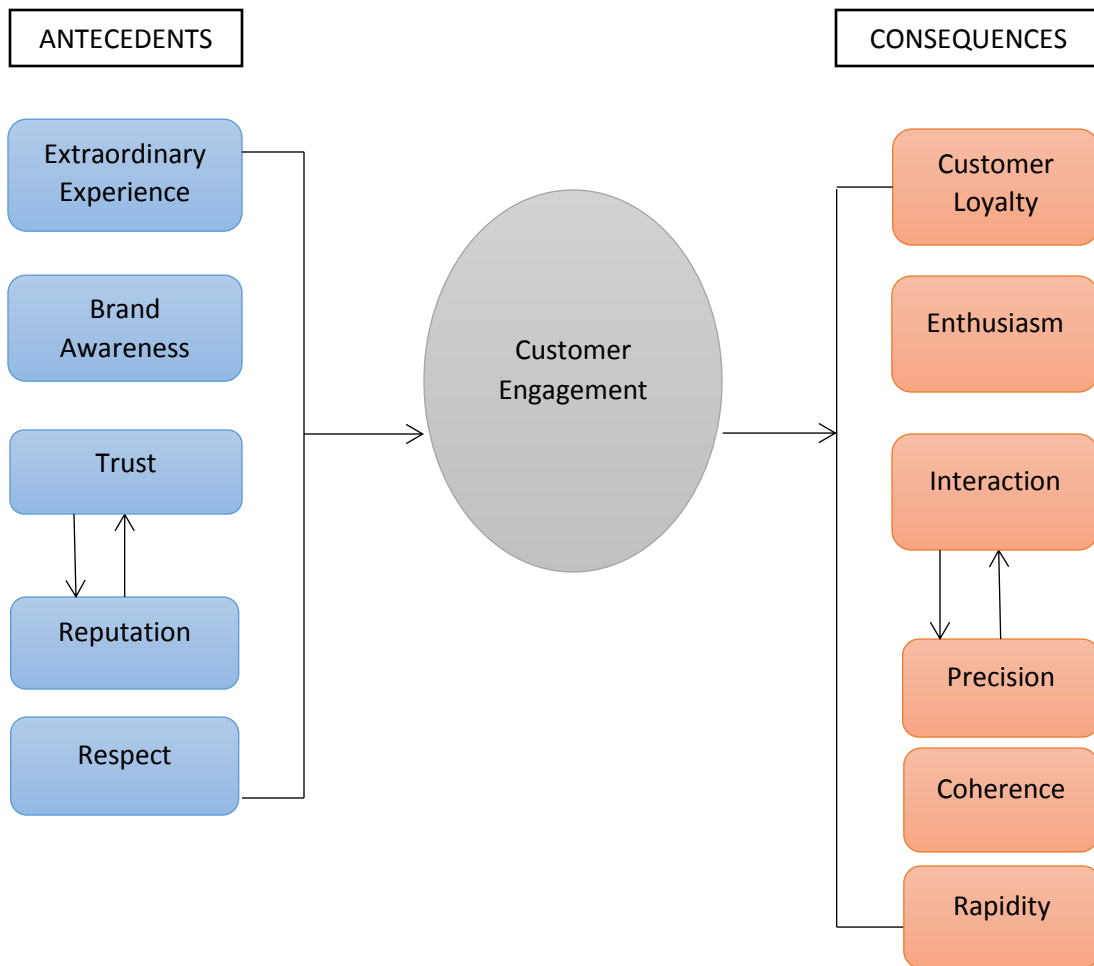 ANTECEDENTS
CONSEQUENCES
Extraordinary
Experience
Brand
Awareness
Trust
Reputation
Respect
Customer
Engagement
Customer
Loyalty
Enthusiasm
Interaction
Precision
Coherence
Rapidity